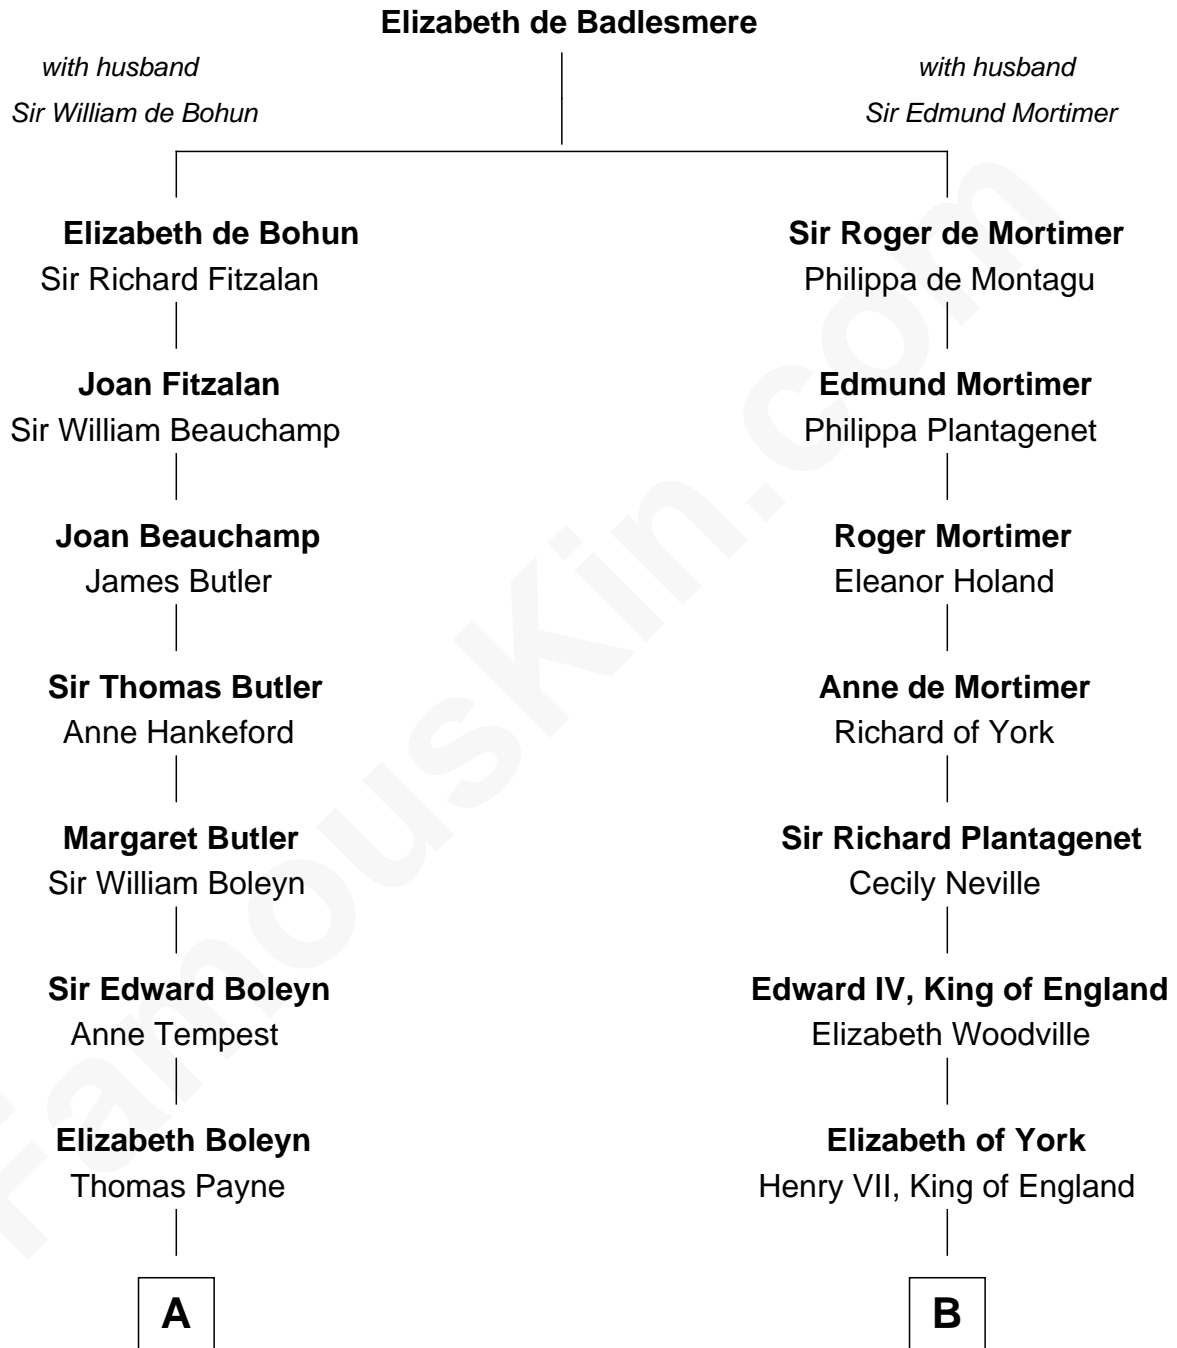 Elizabeth de Badlesmere
with husband
Sir William de Bohun
with husband
Sir Edmund Mortimer
Elizabeth de Bohun
Sir Richard Fitzalan
Sir Roger de Mortimer
Philippa de Montagu
Joan Fitzalan
Sir William Beauchamp
Edmund Mortimer
Philippa Plantagenet
Joan Beauchamp
James Butler
Roger Mortimer
Eleanor Holand
Sir Thomas Butler
Anne Hankeford
Anne de Mortimer
Richard of York
Margaret Butler
Sir William Boleyn
Sir Richard Plantagenet
Cecily Neville
Sir Edward Boleyn
Anne Tempest
Edward IV, King of England
Elizabeth Woodville
Elizabeth Boleyn
Thomas Payne
Elizabeth of York
Henry VII, King of England
A
B
FamousKin.com